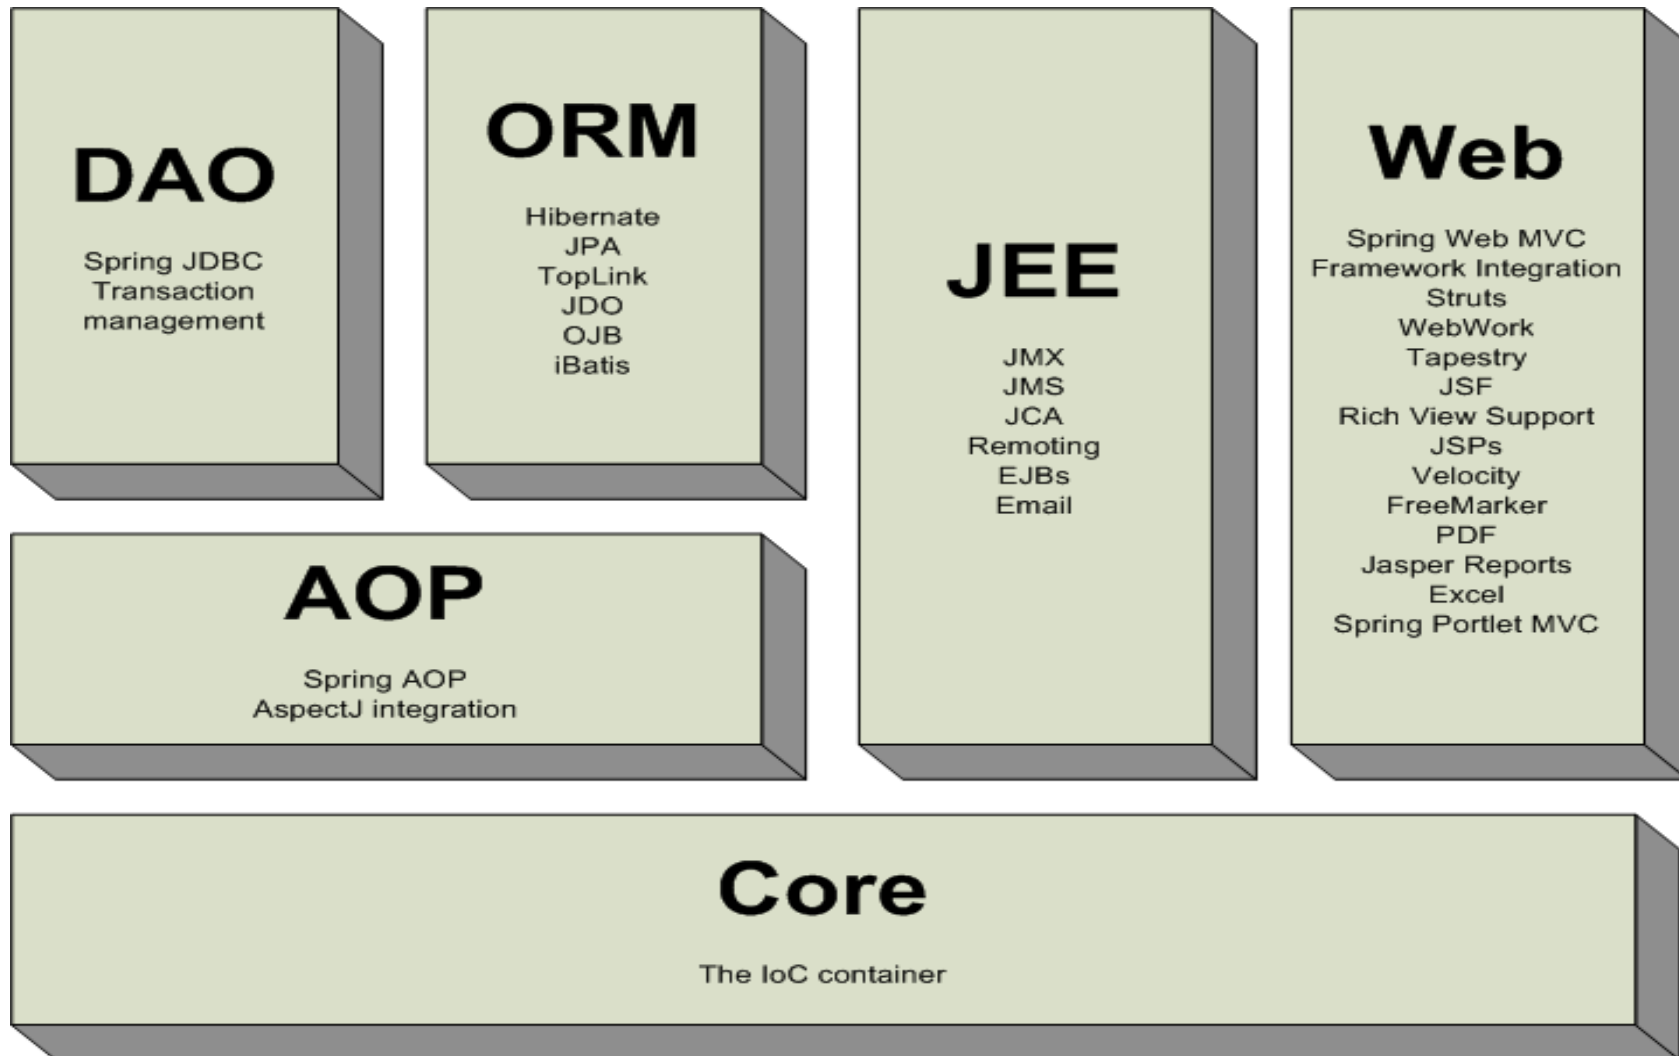 DAO
Spring JDBC
Transaction
management
ORM
Hibernate
JPA
TopLink
JDO
OJB
iBatis
JEE
JMX
JMS
JCA
Remoting
EJBs
Email
Web
Spring Web MVC
Framework Integration
Struts
WebWork
Tapestry
JSF
Rich View Support
JSPs
Velocity
FreeMarker
PDF
Jasper Reports
Excel
Spring Portlet MVC
AOP
Spring AOP
AspectJ integration
Core
The IoC container